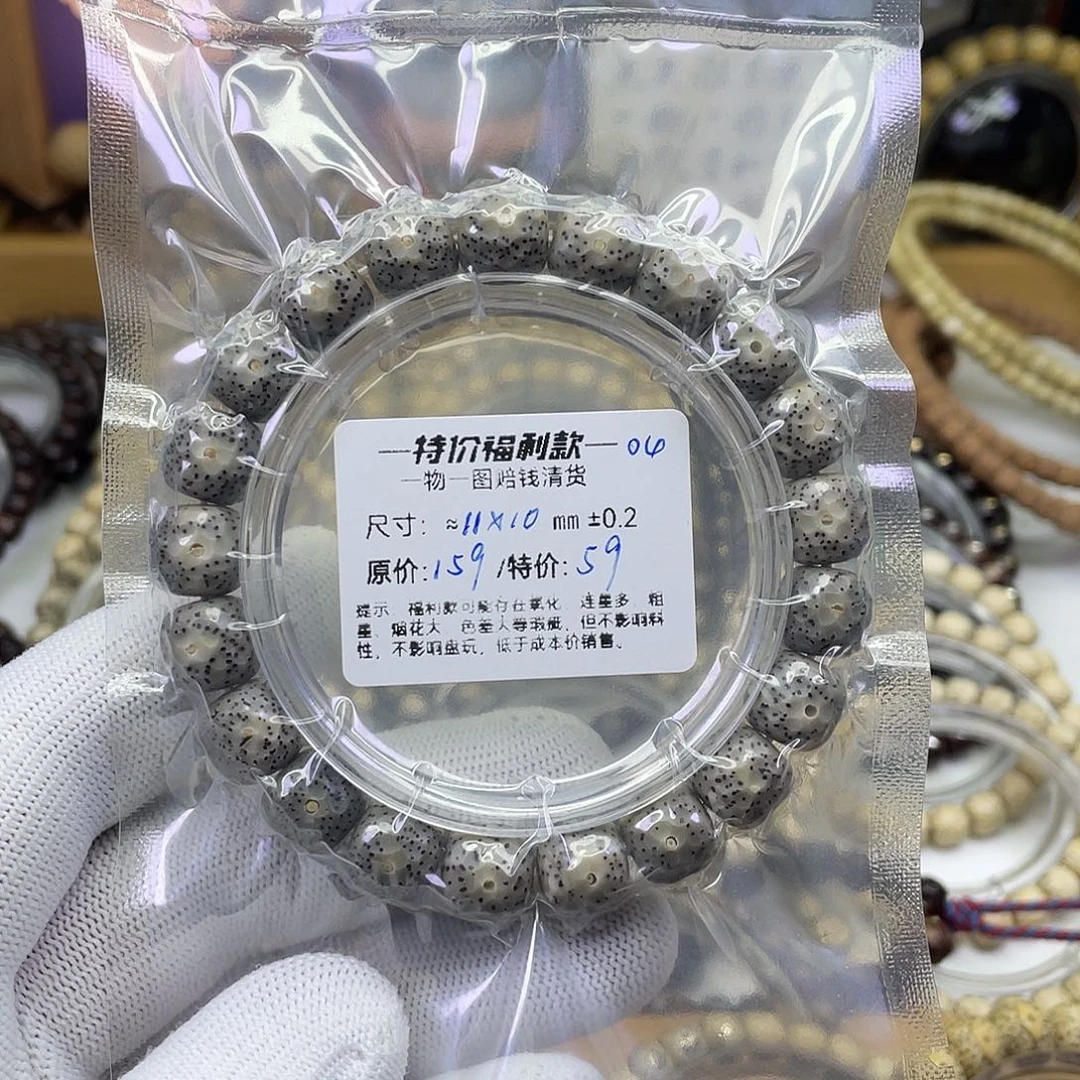 特价福利款 06
一物一图赔钱清货
尺寸: ≈11×10 mm ±0.2
原价:159/特价:59
提示: 福利款可能存在氧化 连星多 粗
星、烟花大 色差大等瑕疵, 但不影响料
性, 不影响盘玩, 低于成本价销售。